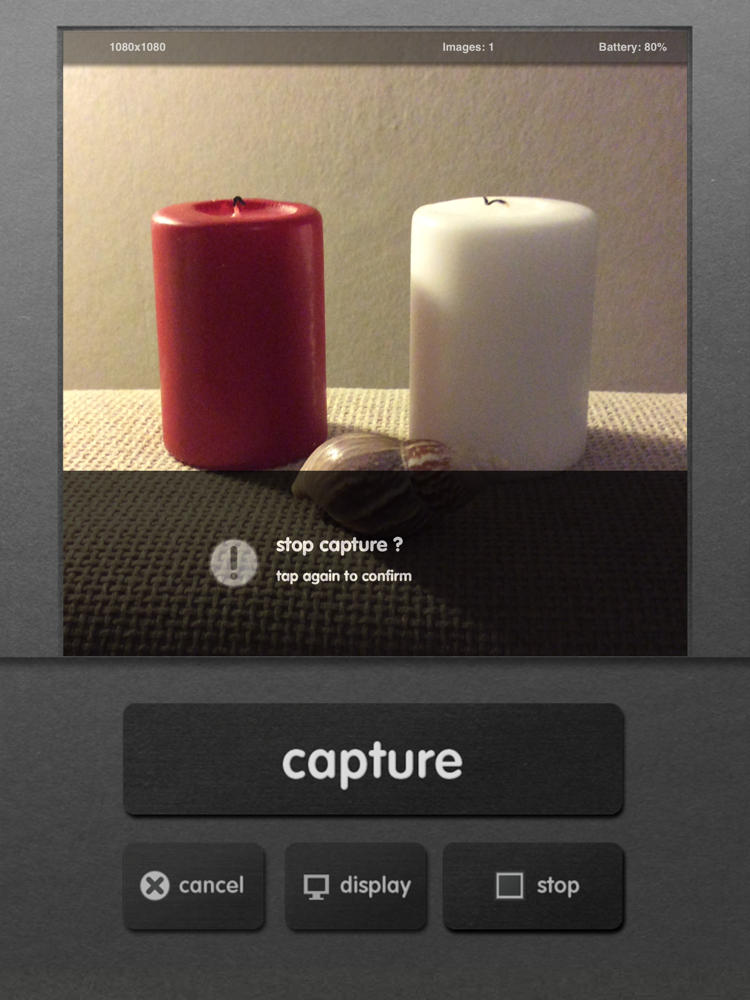 1080x1080 Images: 1 Battery: 80%
stop capture ?
tap again to confirm
capture
cancel display stop